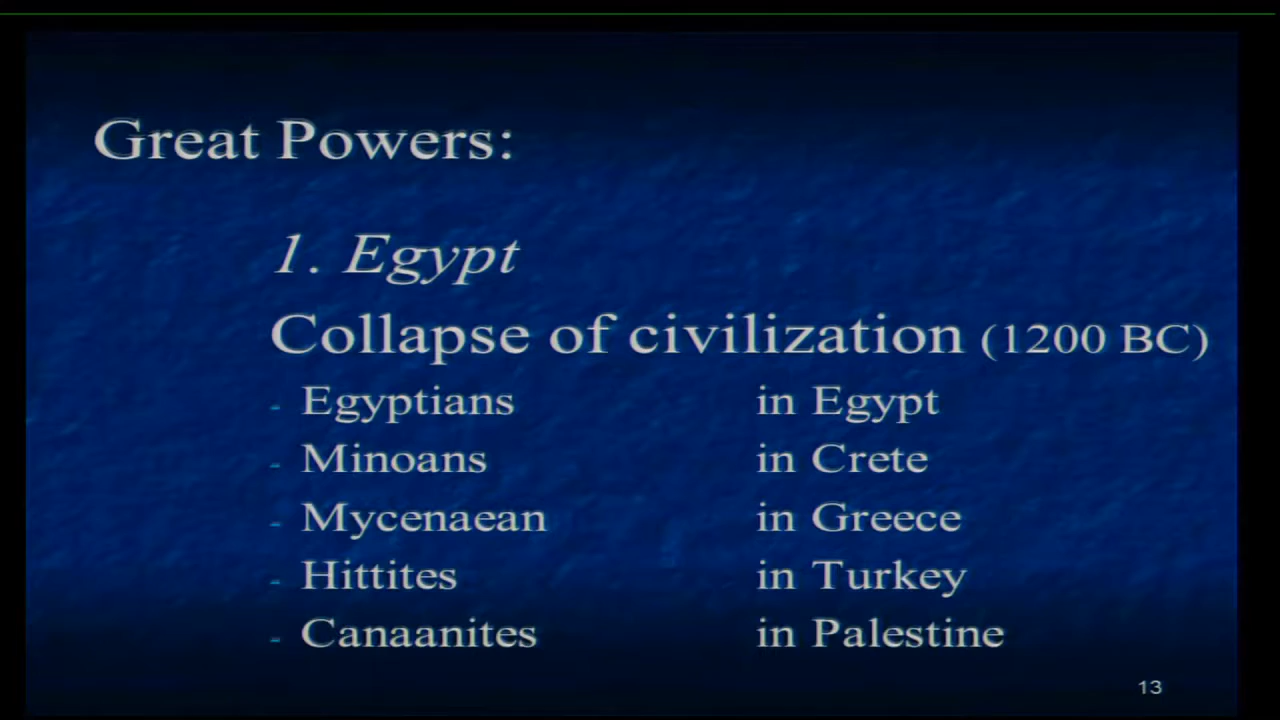 Great Powers:
1. Egypt
Collapse of civilization (1200 BC)
- Egyptians in Egypt
- Minoans in Crete
- Mycenaean in Greece
- Hittites in Turkey
- Canaanites in Palestine
13